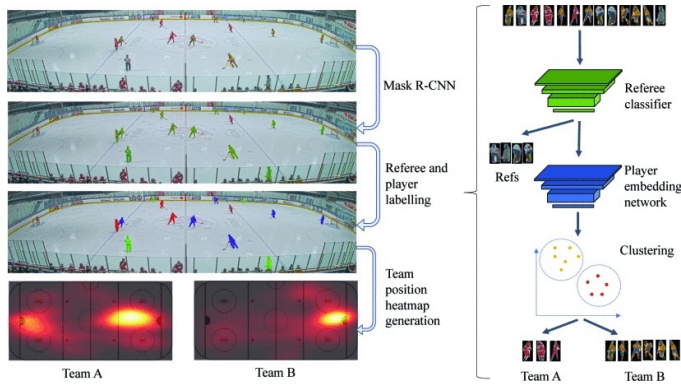 Mask R-CNN
Referee and
player
labelling
Team
position
heatmap
generation
Team A
Team B
Referee
classifier
Refs
Player
embedding
network
Clustering
Team A
Team B